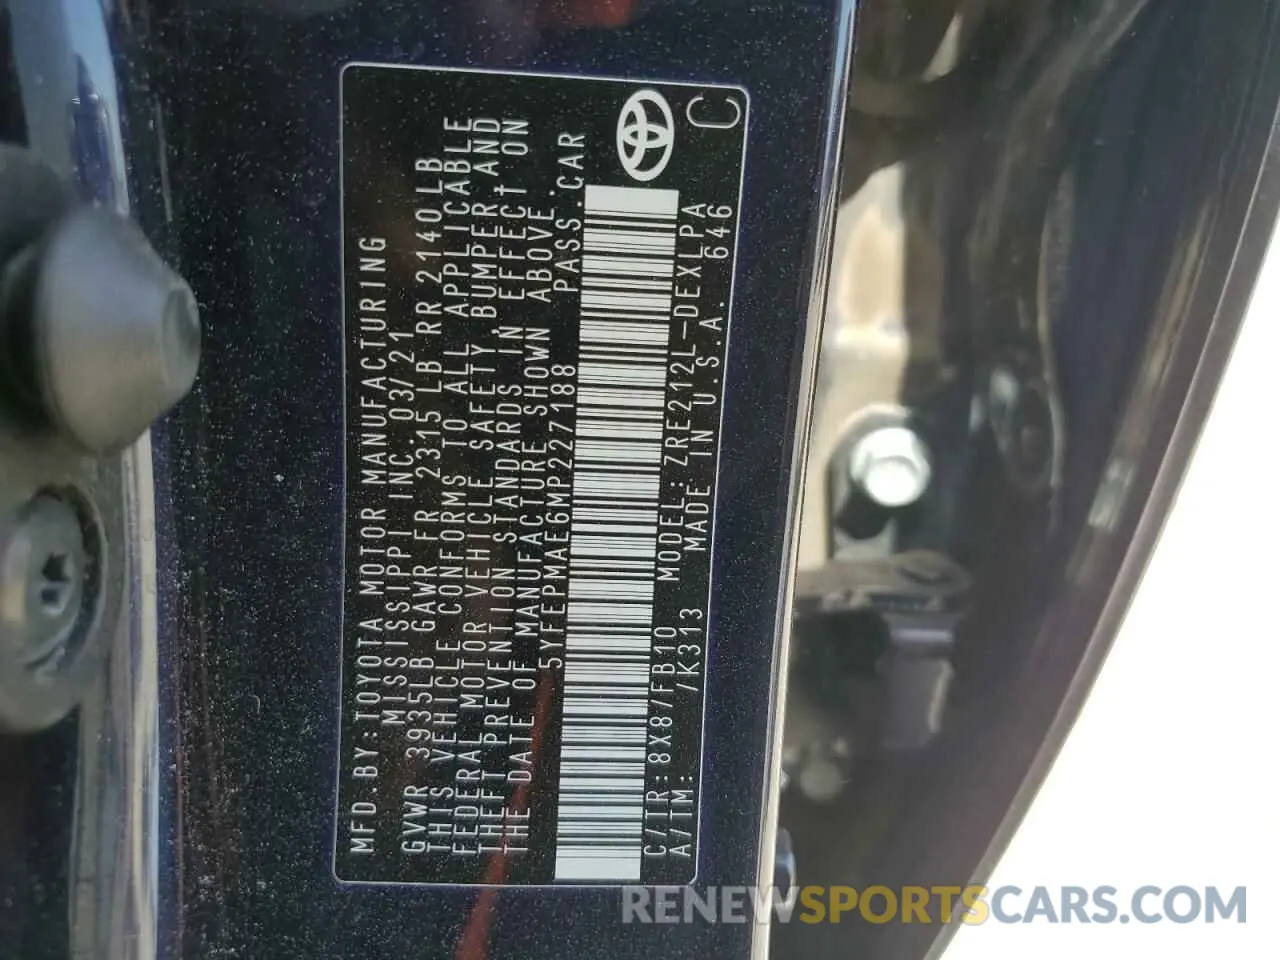 MFD.BY:TOYOTA MOTOR MANUFACTURING
MISSISSIPPI INC. 03/21
GVWR 3935LB GAWR FR 2315LB RR 2140LB
THIS VEHICLE CONFORMS TO ALL APPLICABLE
FEDERAL MOTOR VEHICLE SAFETY,BUMPER,AND
THEFT PREVENTION STANDARDS IN EFFECT ON
THE DATE OF MANUFACTURE SHOWN ABOVE.
5YFEPMAE6MP227188 PASS.CAR
C/TR:8X8/FB10 MODEL:ZRE212L-DEXLPA
A/TM: /K313 MADE IN U.S.A. 646
C
RENEWSPORTSCARS.COM